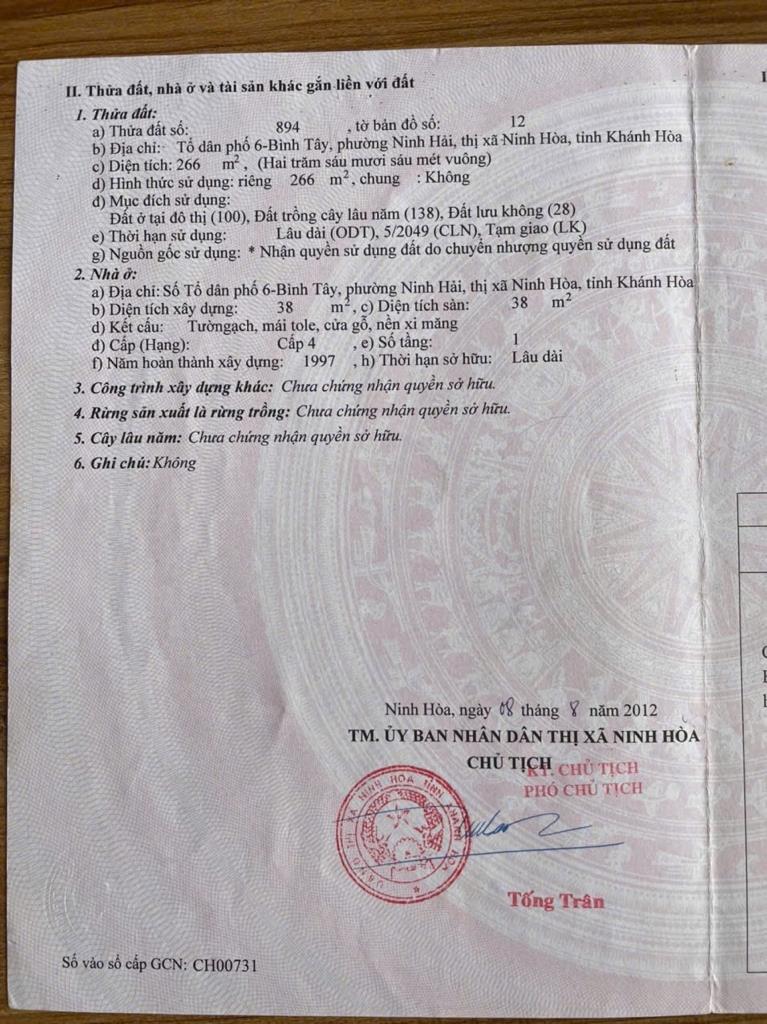 II. Thửa đất, nhà ở và tài sản khác gắn liền với đất
1. Thửa đất:
a) Thửa đất số: 894 , tờ bản đồ số: 12
b) Địa chỉ: Tổ dân phố 6-Bình Tây, phường Ninh Hải, thị xã Ninh Hòa, tỉnh Khánh Hòa
c) Diện tích: 266 m², (Hai trăm sáu mươi sáu mét vuông)
d) Hình thức sử dụng: riêng 266 m², chung : Không
đ) Mục đích sử dụng:
Đất ở tại đô thị (100), Đất trồng cây lâu năm (138), Đất lưu không (28)
e) Thời hạn sử dụng: Lâu dài (ODT), 5/2049 (CLN), Tạm giao (LK)
g) Nguồn gốc sử dụng: * Nhận quyền sử dụng đất do chuyển nhượng quyền sử dụng đất
2. Nhà ở:
a) Địa chỉ: Số Tổ dân phố 6-Bình Tây, phường Ninh Hải, thị xã Ninh Hòa, tỉnh Khánh Hòa
b) Diện tích xây dựng: 38 m², c) Diện tích sàn: 38 m²
d) Kết cấu: Tườngạch, mái tole, cửa gỗ, nền xi măng
đ) Cấp (Hạng): Cấp 4 , e) Số tầng: 1
f) Năm hoàn thành xây dựng: 1997 , h) Thời hạn sở hữu: Lâu dài
3. Công trình xây dựng khác: Chưa chứng nhận quyền sở hữu.
4. Rừng sản xuất là rừng trồng: Chưa chứng nhận quyền sở hữu.
5. Cây lâu năm: Chưa chứng nhận quyền sở hữu.
6. Ghi chú: Không
Ninh Hòa, ngày 08 tháng 8 năm 2012
TM. ỦY BAN NHÂN DÂN THỊ XÃ NINH HÒA
CHỦ TỊCH
KT. CHỦ TỊCH
PHÓ CHỦ TỊCH
U.B.N.D THỊ XÃ NINH HÒA TỈNH KHÁNH HÒA
Tống Trân
Số vào sổ cấp GCN: CH00731